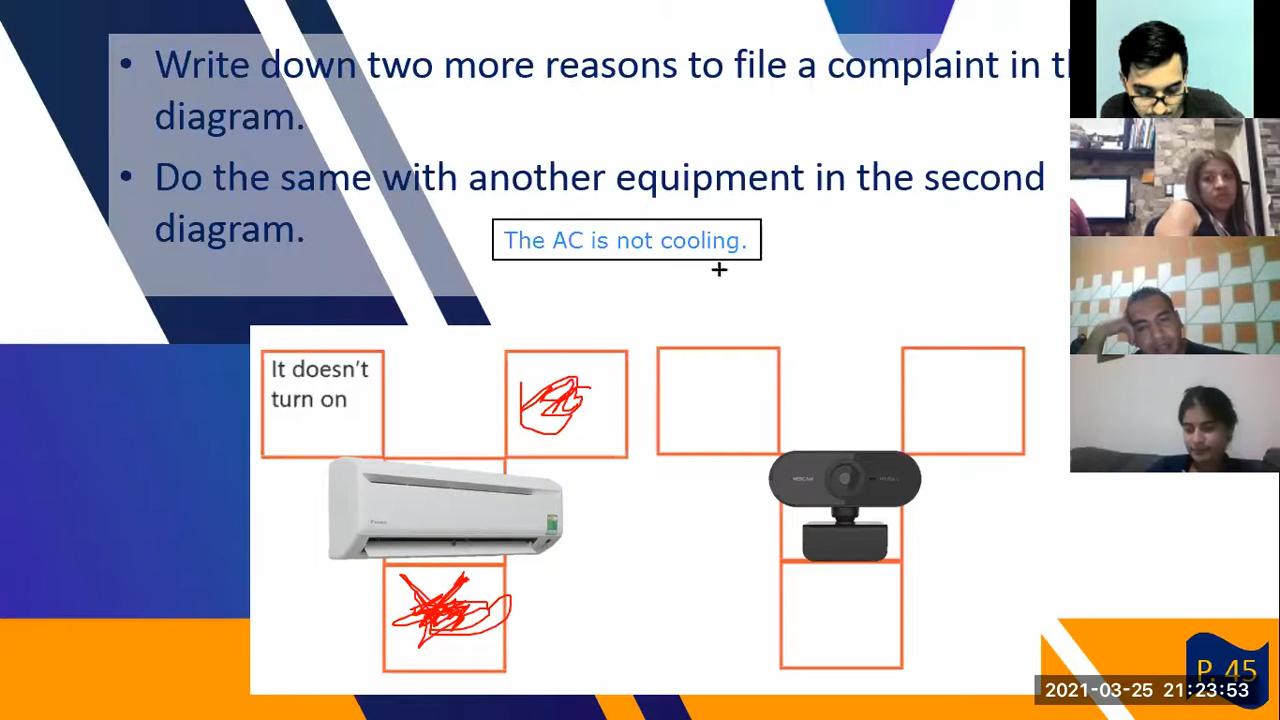 • Write down two more reasons to file a complaint in th
diagram.
• Do the same with another equipment in the second
diagram.
The AC is not cooling.
It doesn't
turn on
WEBCAM
P. 45
2021-03-25 21:23:53